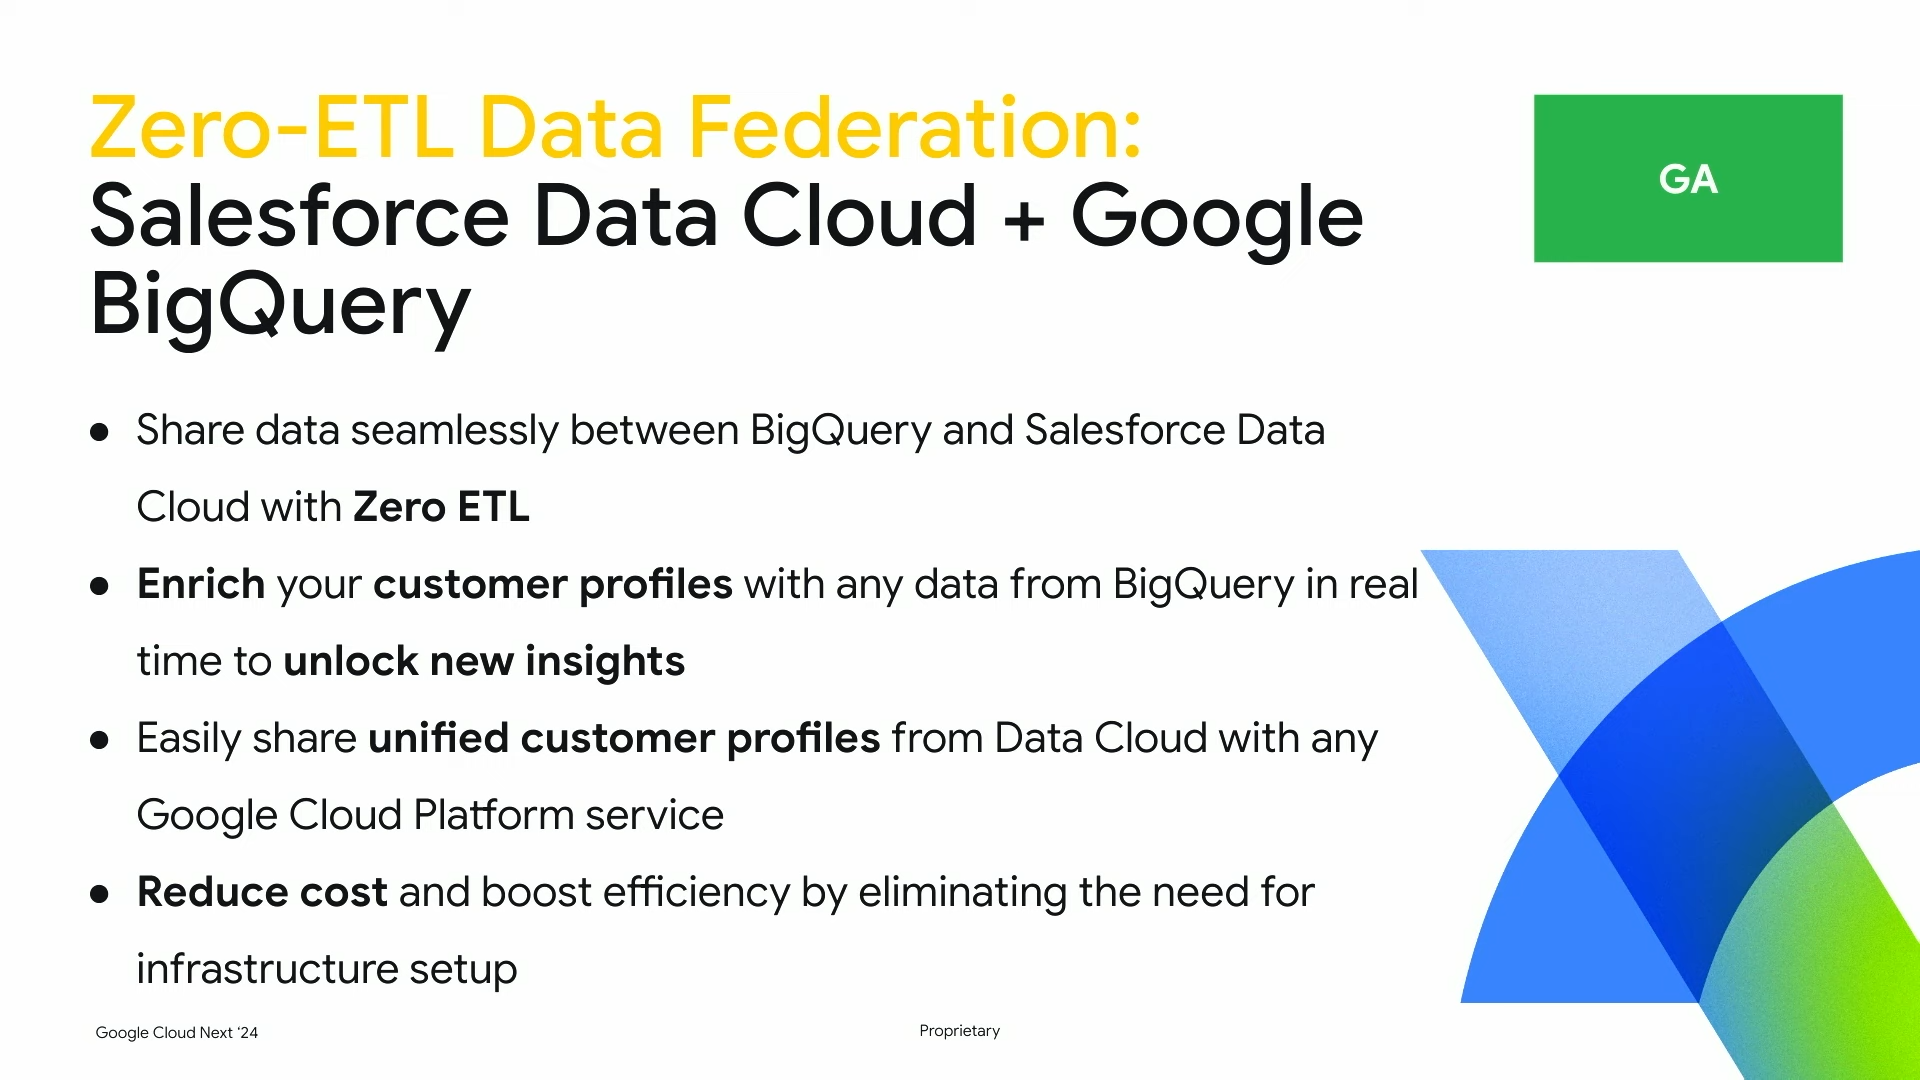 Zero-ETL Data Federation:
Salesforce Data Cloud + Google
BigQuery
GA
● Share data seamlessly between BigQuery and Salesforce Data
Cloud with Zero ETL
● Enrich your customer profiles with any data from BigQuery in real
time to unlock new insights
● Easily share unified customer profiles from Data Cloud with any
Google Cloud Platform service
● Reduce cost and boost efficiency by eliminating the need for
infrastructure setup
Google Cloud Next ‘24
Proprietary